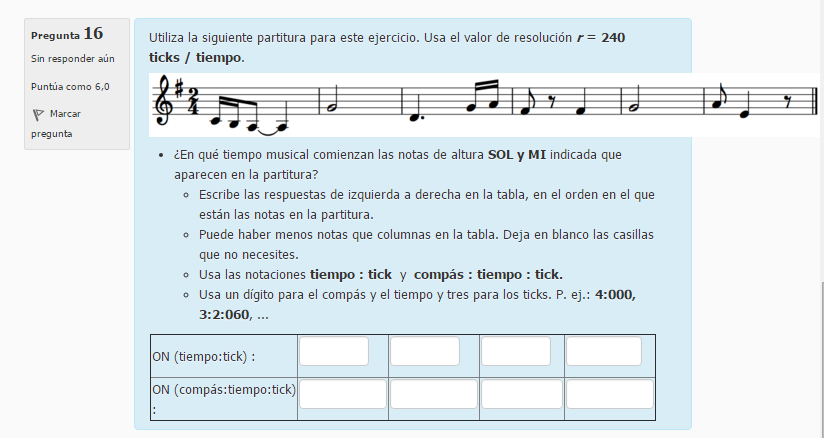 Pregunta 16
Sin responder aún
Puntúa como 6,0
Marcar
pregunta
Utiliza la siguiente partitura para este ejercicio. Usa el valor de resolución r = 240
ticks / tiempo.
2
4
• ¿En qué tiempo musical comienzan las notas de altura SOL y MI indicada que
aparecen en la partitura?
◦ Escribe las respuestas de izquierda a derecha en la tabla, en el orden en el que
están las notas en la partitura.
◦ Puede haber menos notas que columnas en la tabla. Deja en blanco las casillas
que no necesites.
◦ Usa las notaciones tiempo : tick y compás : tiempo : tick.
◦ Usa un dígito para el compás y el tiempo y tres para los ticks. P. ej.: 4:000,
3:2:060, ...
ON (tiempo:tick) :
ON (compás:tiempo:tick)
: